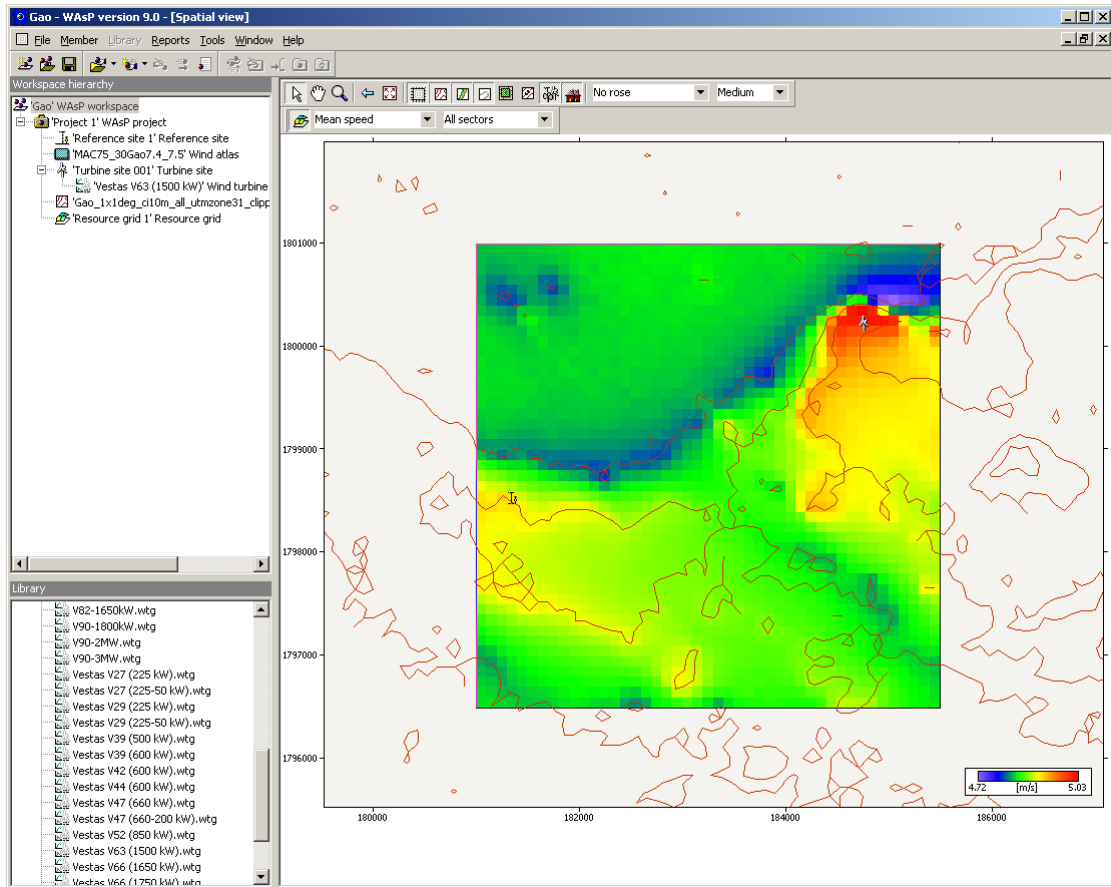 Gao - WAsP version 9.0 - [Spatial view]
File Member Library Reports Tools Window Help
Workspace hierarchy
'Gao' WAsP workspace
'Project 1' WAsP project
'Reference site 1' Reference site
'MAC75_30Gao7.4_7.5' Wind atlas
'Turbine site 001' Turbine site
'Vestas V63 (1500 kW)' Wind turbine
'Gao_1x1deg_ci10m_all_utmzone31_clipp
'Resource grid 1' Resource grid
Library
V82-1650kW.wtg
V90-1800kW.wtg
V90-2MW.wtg
V90-3MW.wtg
Vestas V27 (225 kW).wtg
Vestas V27 (225-50 kW).wtg
Vestas V29 (225 kW).wtg
Vestas V29 (225-50 kW).wtg
Vestas V39 (500 kW).wtg
Vestas V39 (600 kW).wtg
Vestas V42 (600 kW).wtg
Vestas V44 (600 kW).wtg
Vestas V47 (660 kW).wtg
Vestas V47 (660-200 kW).wtg
Vestas V52 (850 kW).wtg
Vestas V63 (1500 kW).wtg
Vestas V66 (1650 kW).wtg
Vestas V66 (1750 kW).wtg
No rose Medium
Mean speed All sectors
1801000
1800000
1799000
1798000
1797000
1796000
4.72 [m/s] 5.03
180000 182000 184000 186000